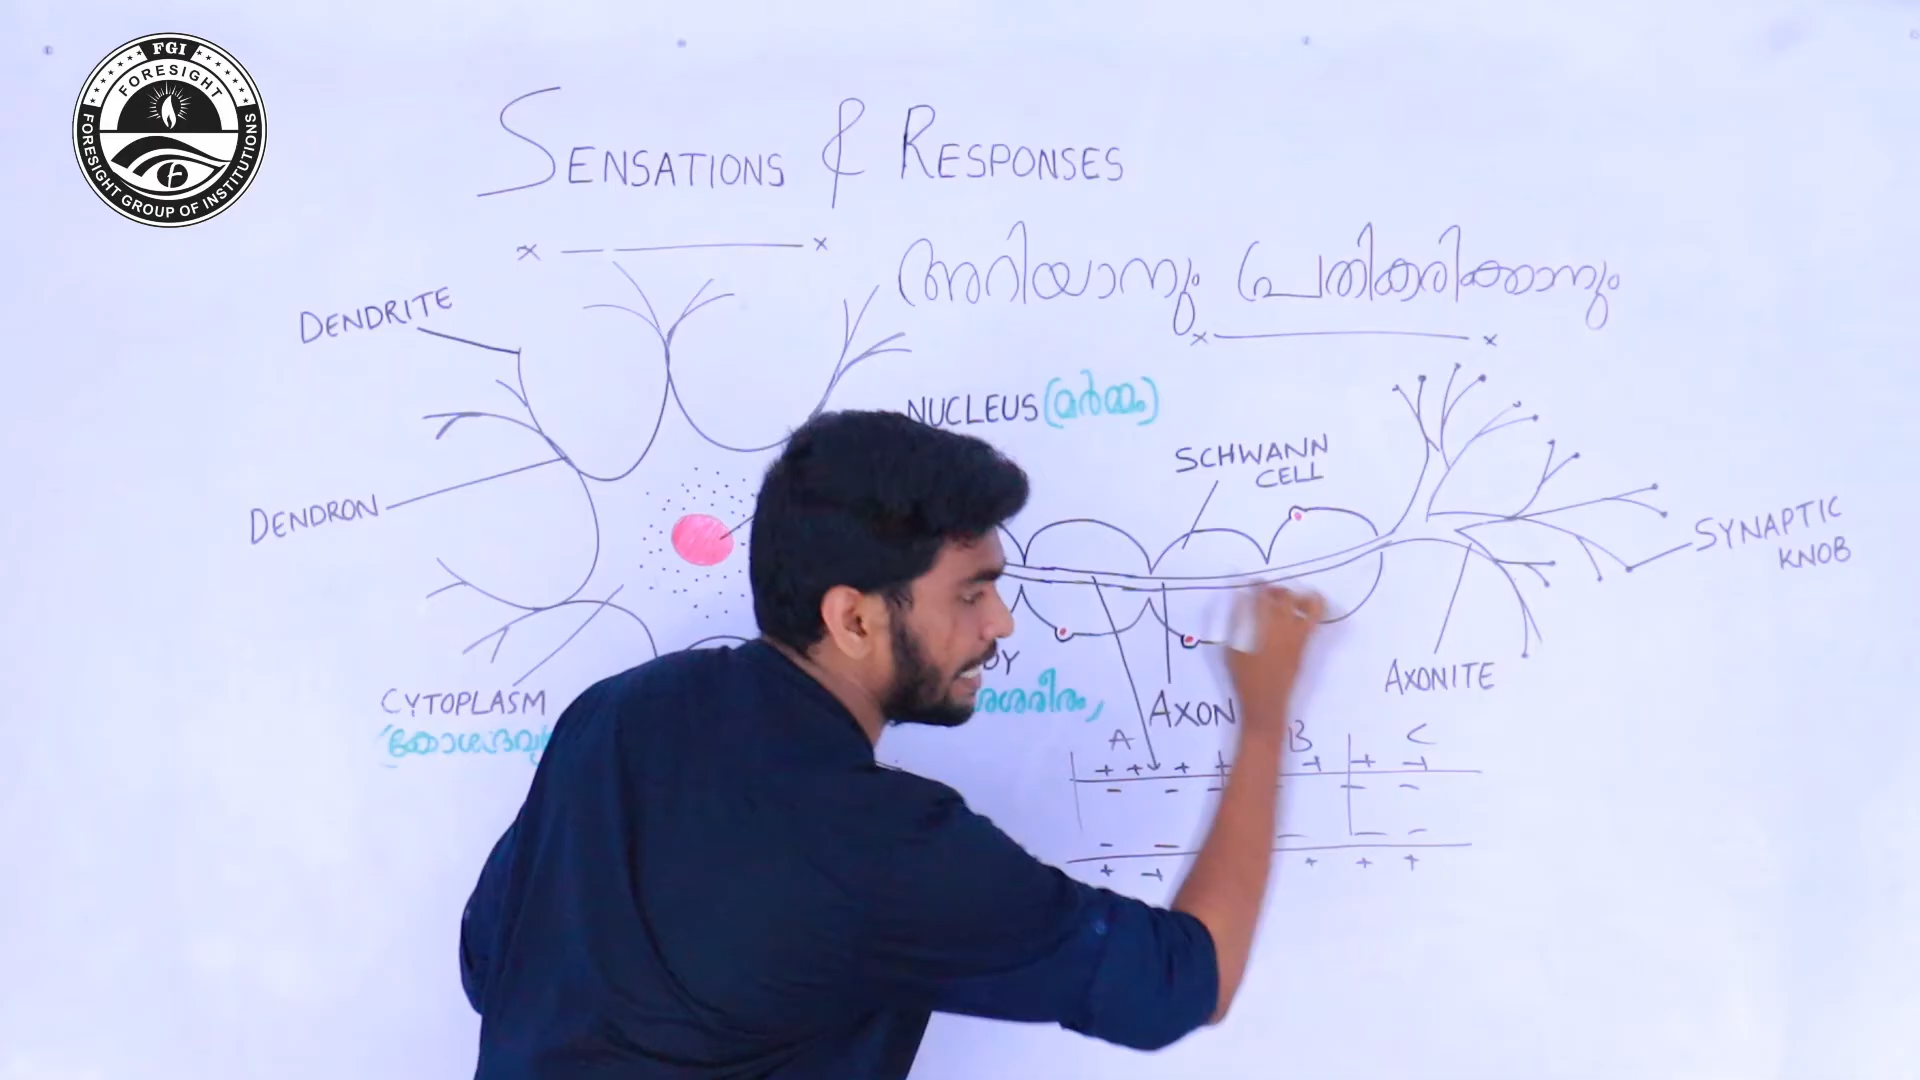 FGI
FORESIGHT
FORESIGHT GROUP OF INSTITUTIONS
SENSATIONS & RESPONSES
അറിയാനും പ്രതികരിക്കാനും
DENDRITE
NUCLEUS (മർമ്മം)
SCHWANN
CELL
DENDRON
SYNAPTIC
KNOB
AXONITE
CYTOPLASM
AXON
A B C
+ + + + + + +
- - - - - -
- - - - -
+ + + + +